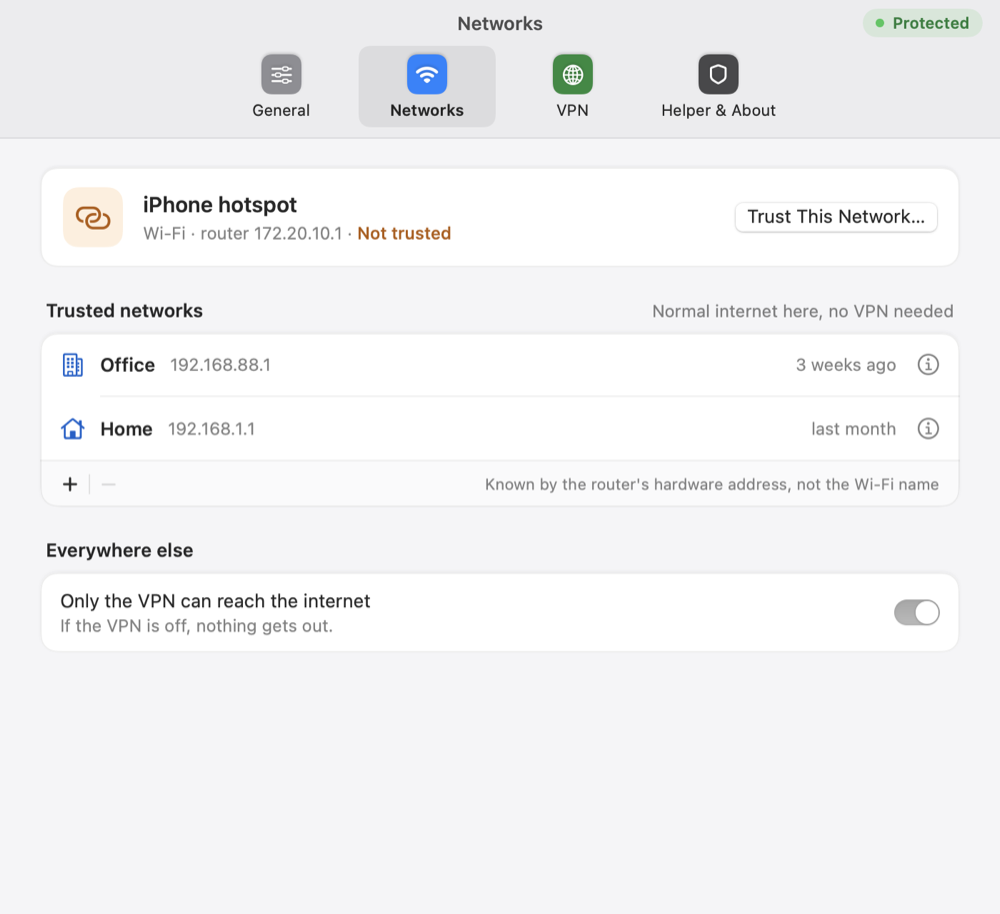 Networks
Protected
General
Networks
VPN
Helper & About
iPhone hotspot
Wi-Fi · router 172.20.10.1 · Not trusted
Trust This Network...
Trusted networks
Normal internet here, no VPN needed
Office 192.168.88.1
3 weeks ago
Home 192.168.1.1
last month
Known by the router's hardware address, not the Wi-Fi name
Everywhere else
Only the VPN can reach the internet
If the VPN is off, nothing gets out.